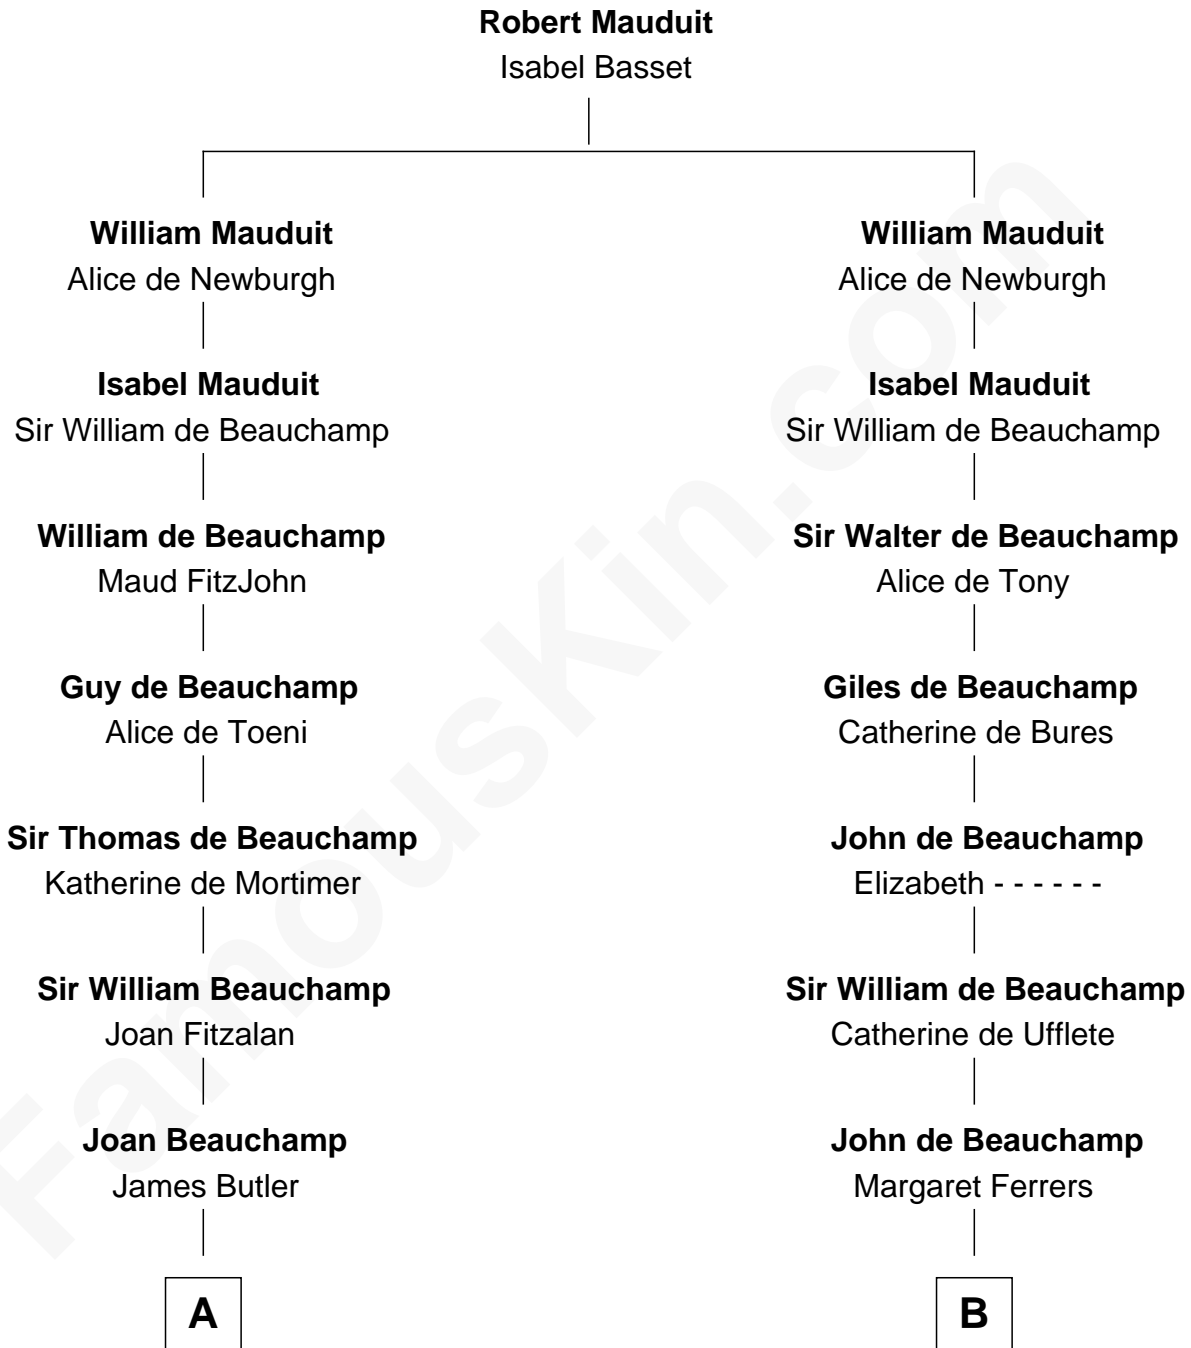 Robert Mauduit
Isabel Basset
William Mauduit
Alice de Newburgh
Isabel Mauduit
Sir William de Beauchamp
William de Beauchamp
Maud FitzJohn
Guy de Beauchamp
Alice de Toeni
Sir Thomas de Beauchamp
Katherine de Mortimer
Sir William Beauchamp
Joan Fitzalan
Joan Beauchamp
James Butler
A
William Mauduit
Alice de Newburgh
Isabel Mauduit
Sir William de Beauchamp
Sir Walter de Beauchamp
Alice de Tony
Giles de Beauchamp
Catherine de Bures
John de Beauchamp
Elizabeth - - - - - -
Sir William de Beauchamp
Catherine de Ufflete
John de Beauchamp
Margaret Ferrers
B
FamousKin.com